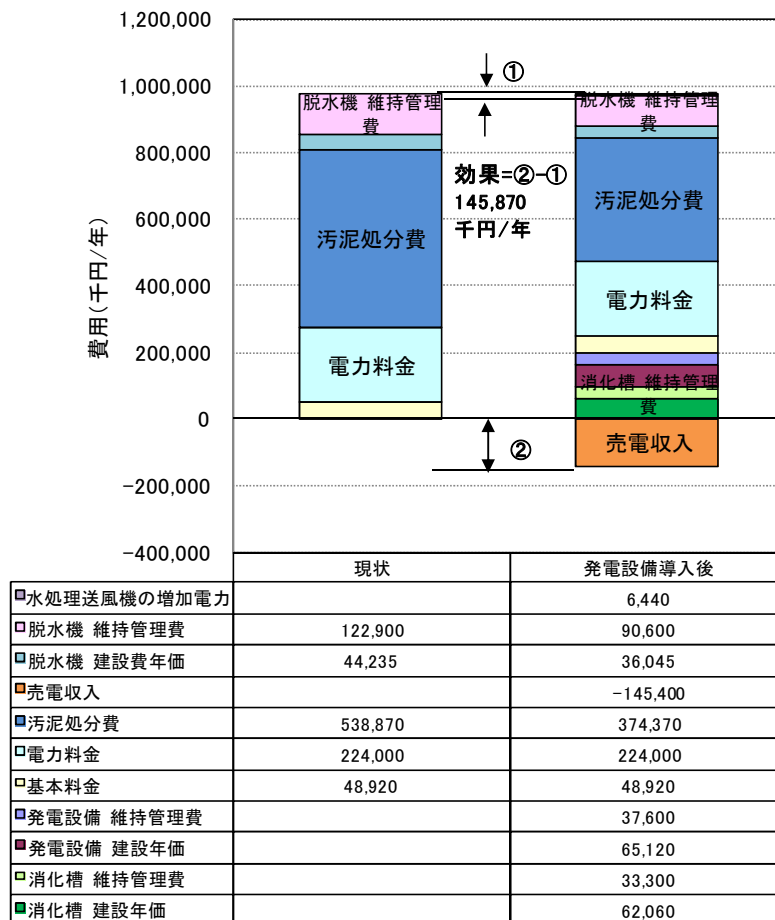 1,200,000
1,000,000
800,000
600,000
400,000
200,000
0
−200,000
−400,000
費用(千円/年)
脱水機 維持管理
費
汚泥処分費
電力料金
①
効果=②-①
145,870
千円/年
②
脱水機 維持管理
費
汚泥処分費
電力料金
消化槽 維持管理
費
売電収入
現状 発電設備導入後
水処理送風機の増加電力 6,440
脱水機 維持管理費 122,900 90,600
脱水機 建設費年価 44,235 36,045
売電収入 −145,400
汚泥処分費 538,870 374,370
電力料金 224,000 224,000
基本料金 48,920 48,920
発電設備 維持管理費 37,600
発電設備 建設年価 65,120
消化槽 維持管理費 33,300
消化槽 建設年価 62,060